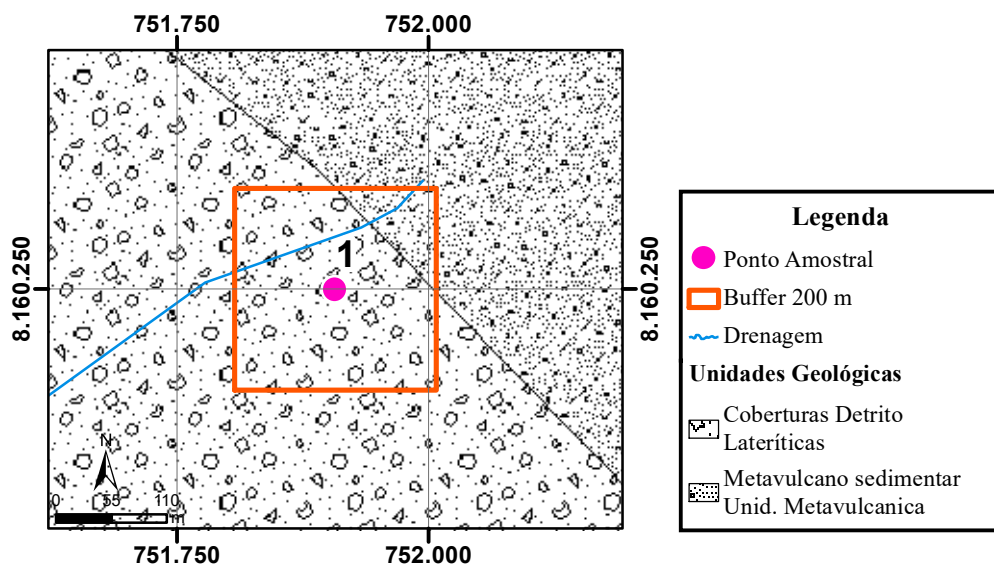 751.750
752.000
8.160.250
1
8.160.250
N
0 55 110
m
751.750
752.000
Legenda
Ponto Amostral
Buffer 200 m
Drenagem
Unidades Geológicas
Coberturas Detrito
Lateríticas
Metavulcano sedimentar
Unid. Metavulcanica